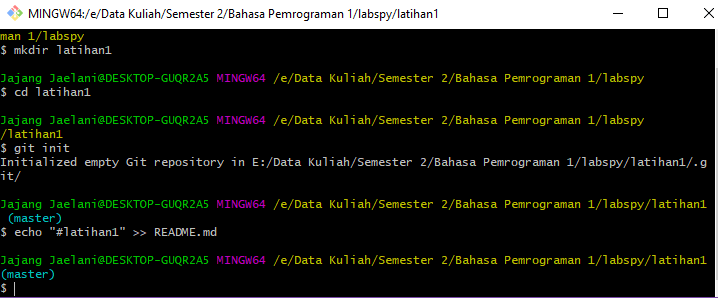 MINGW64:/e/Data Kuliah/Semester 2/Bahasa Pemrograman 1/labspy/latihan1
man 1/labspy
$ mkdir latihan1
Jajang Jaelani@DESKTOP-GUQR2A5 MINGW64 /e/Data Kuliah/Semester 2/Bahasa Pemrograman 1/labspy
$ cd latihan1
Jajang Jaelani@DESKTOP-GUQR2A5 MINGW64 /e/Data Kuliah/Semester 2/Bahasa Pemrograman 1/labspy
/latihan1
$ git init
Initialized empty Git repository in E:/Data Kuliah/Semester 2/Bahasa Pemrograman 1/labspy/latihan1/.g
it/
Jajang Jaelani@DESKTOP-GUQR2A5 MINGW64 /e/Data Kuliah/Semester 2/Bahasa Pemrograman 1/labspy/latihan1
(master)
$ echo "#latihan1" >> README.md
Jajang Jaelani@DESKTOP-GUQR2A5 MINGW64 /e/Data Kuliah/Semester 2/Bahasa Pemrograman 1/labspy/latihan1
(master)
$